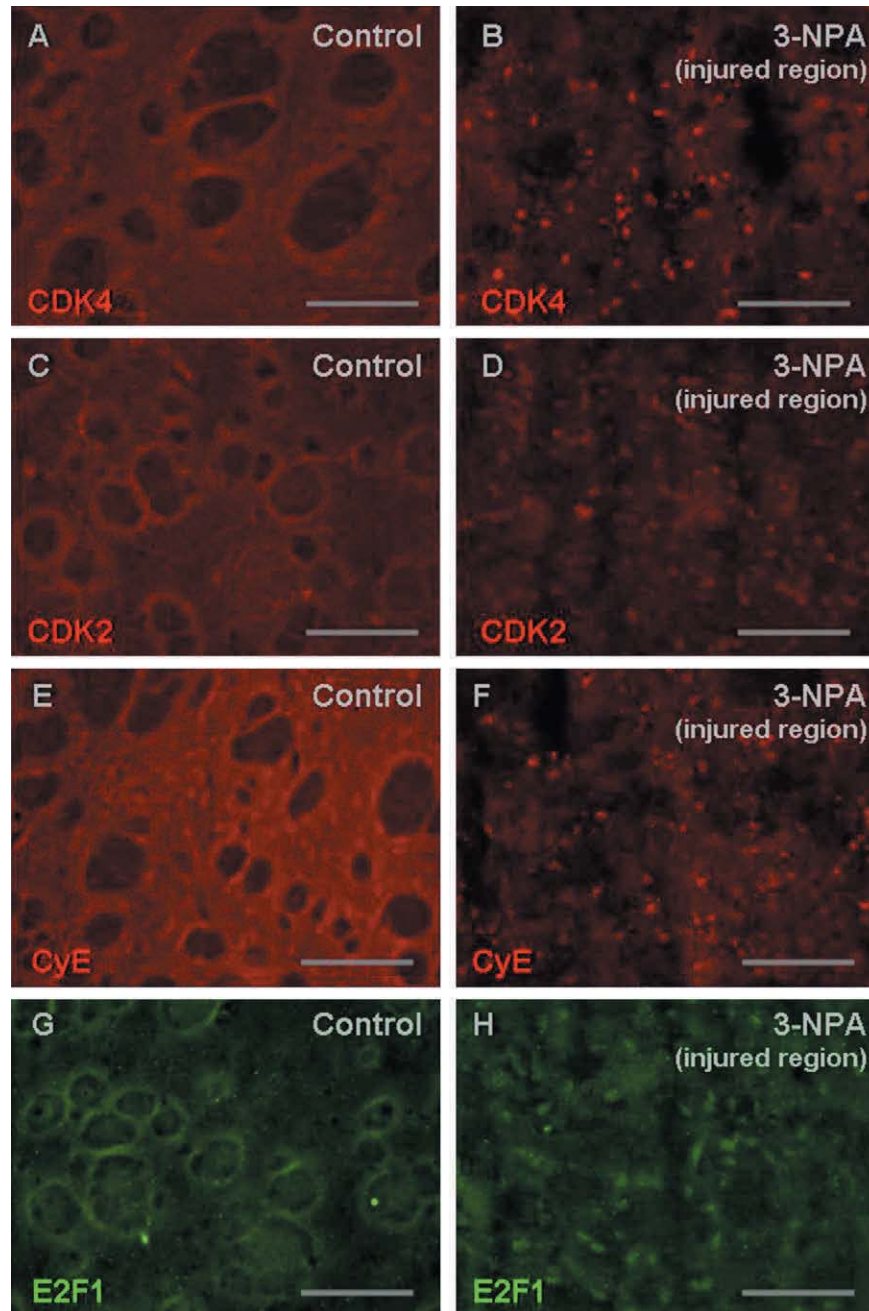 A Control
CDK4
B 3-NPA
(injured region)
CDK4
C Control
CDK2
D 3-NPA
(injured region)
CDK2
E Control
CyE
F 3-NPA
(injured region)
CyE
G Control
E2F1
H 3-NPA
(injured region)
E2F1